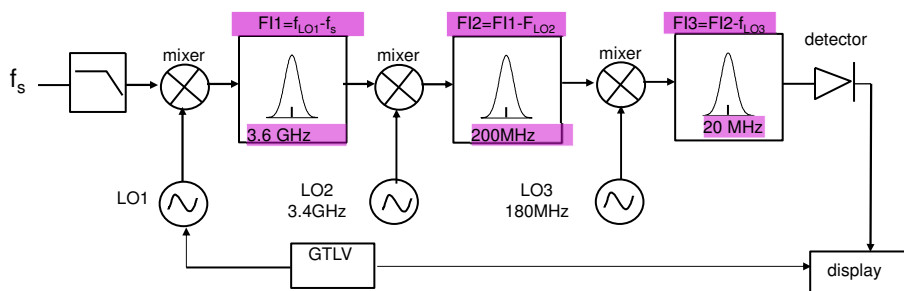 FI1=fLO1-fs
FI2=FI1-FLO2
FI3=FI2-fLO3
mixer
mixer
mixer
detector
fs
3.6 GHz
200MHz
20 MHz
LO1
LO2
3.4GHz
LO3
180MHz
GTLV
display